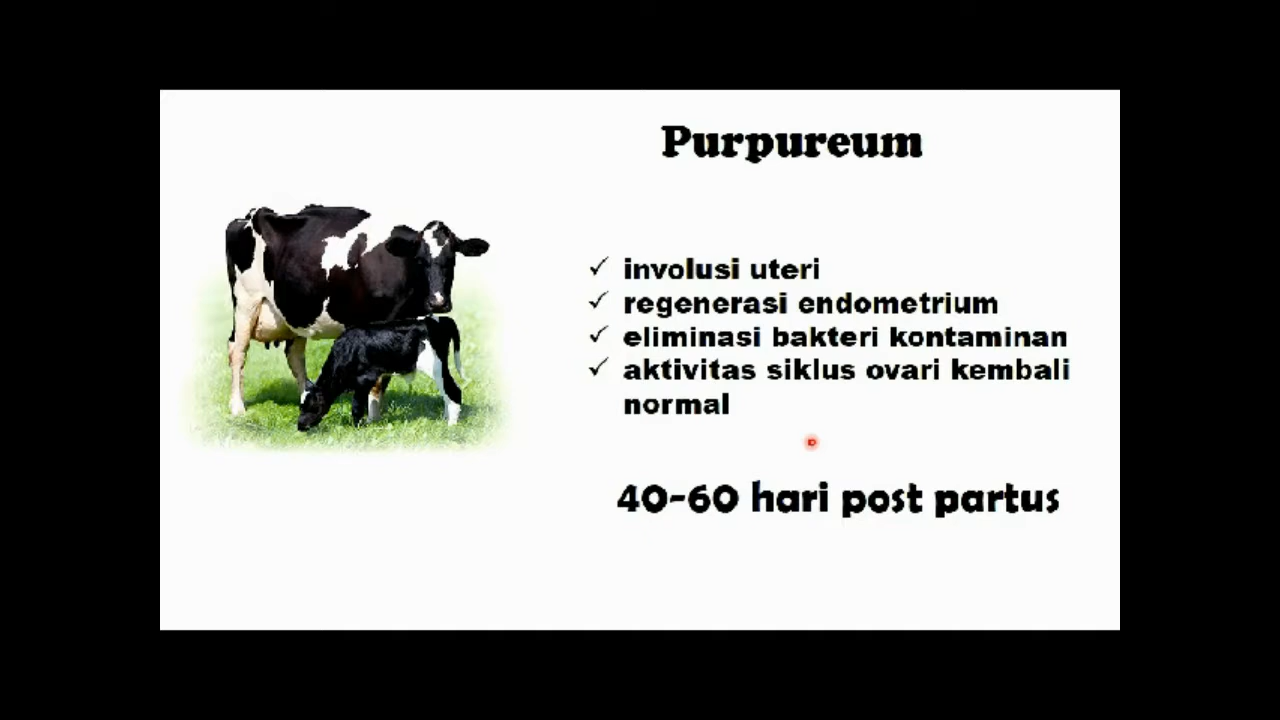 Purpureum
✓ involusi uteri
✓ regenerasi endometrium
✓ eliminasi bakteri kontaminan
✓ aktivitas siklus ovari kembali
normal
40-60 hari post partus